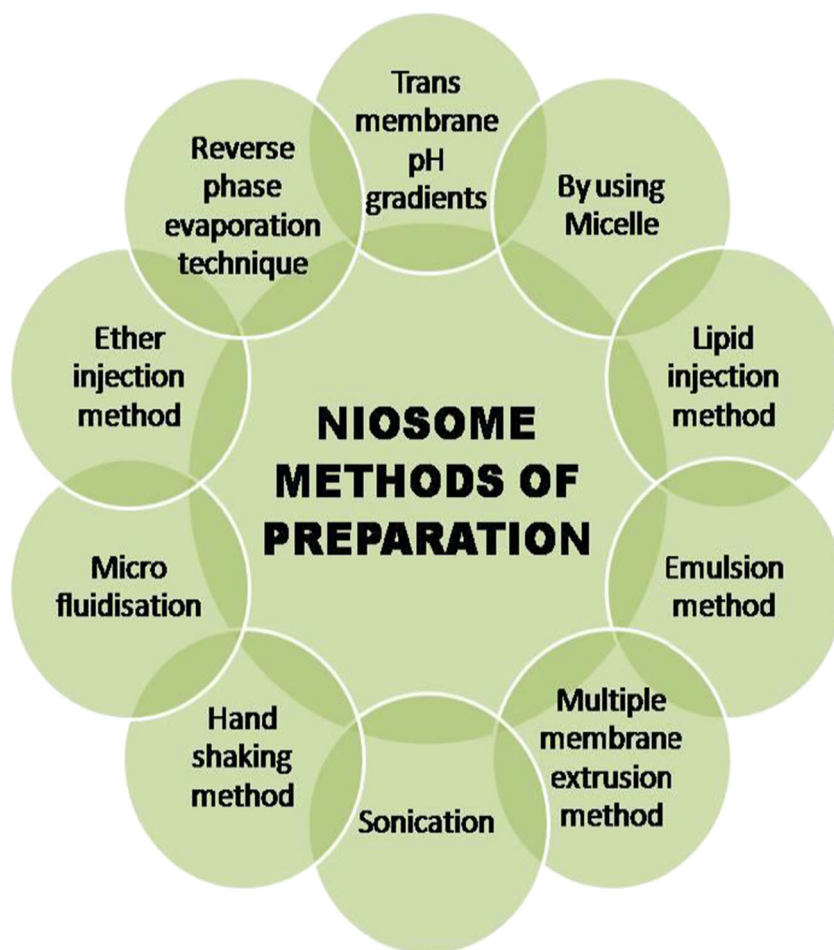 Trans
membrane
pH
gradients
By using
Micelle
Lipid
injection
method
Emulsion
method
Multiple
membrane
extrusion
method
Sonication
Hand
shaking
method
Micro
fluidisation
Ether
injection
method
Reverse
phase
evaporation
technique
NIOSOME
METHODS OF
PREPARATION